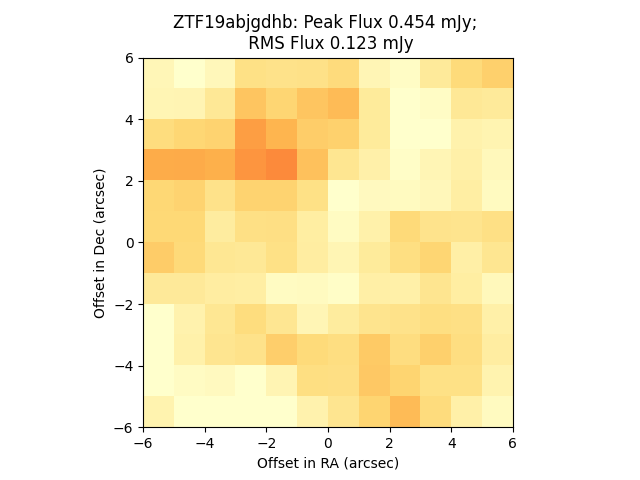 ZTF19abjgdhb: Peak Flux 0.454 mJy;
RMS Flux 0.123 mJy
6
4
2
0
−2
−4
−6
Offset in Dec (arcsec)
−6 −4 −2 0 2 4 6
Offset in RA (arcsec)